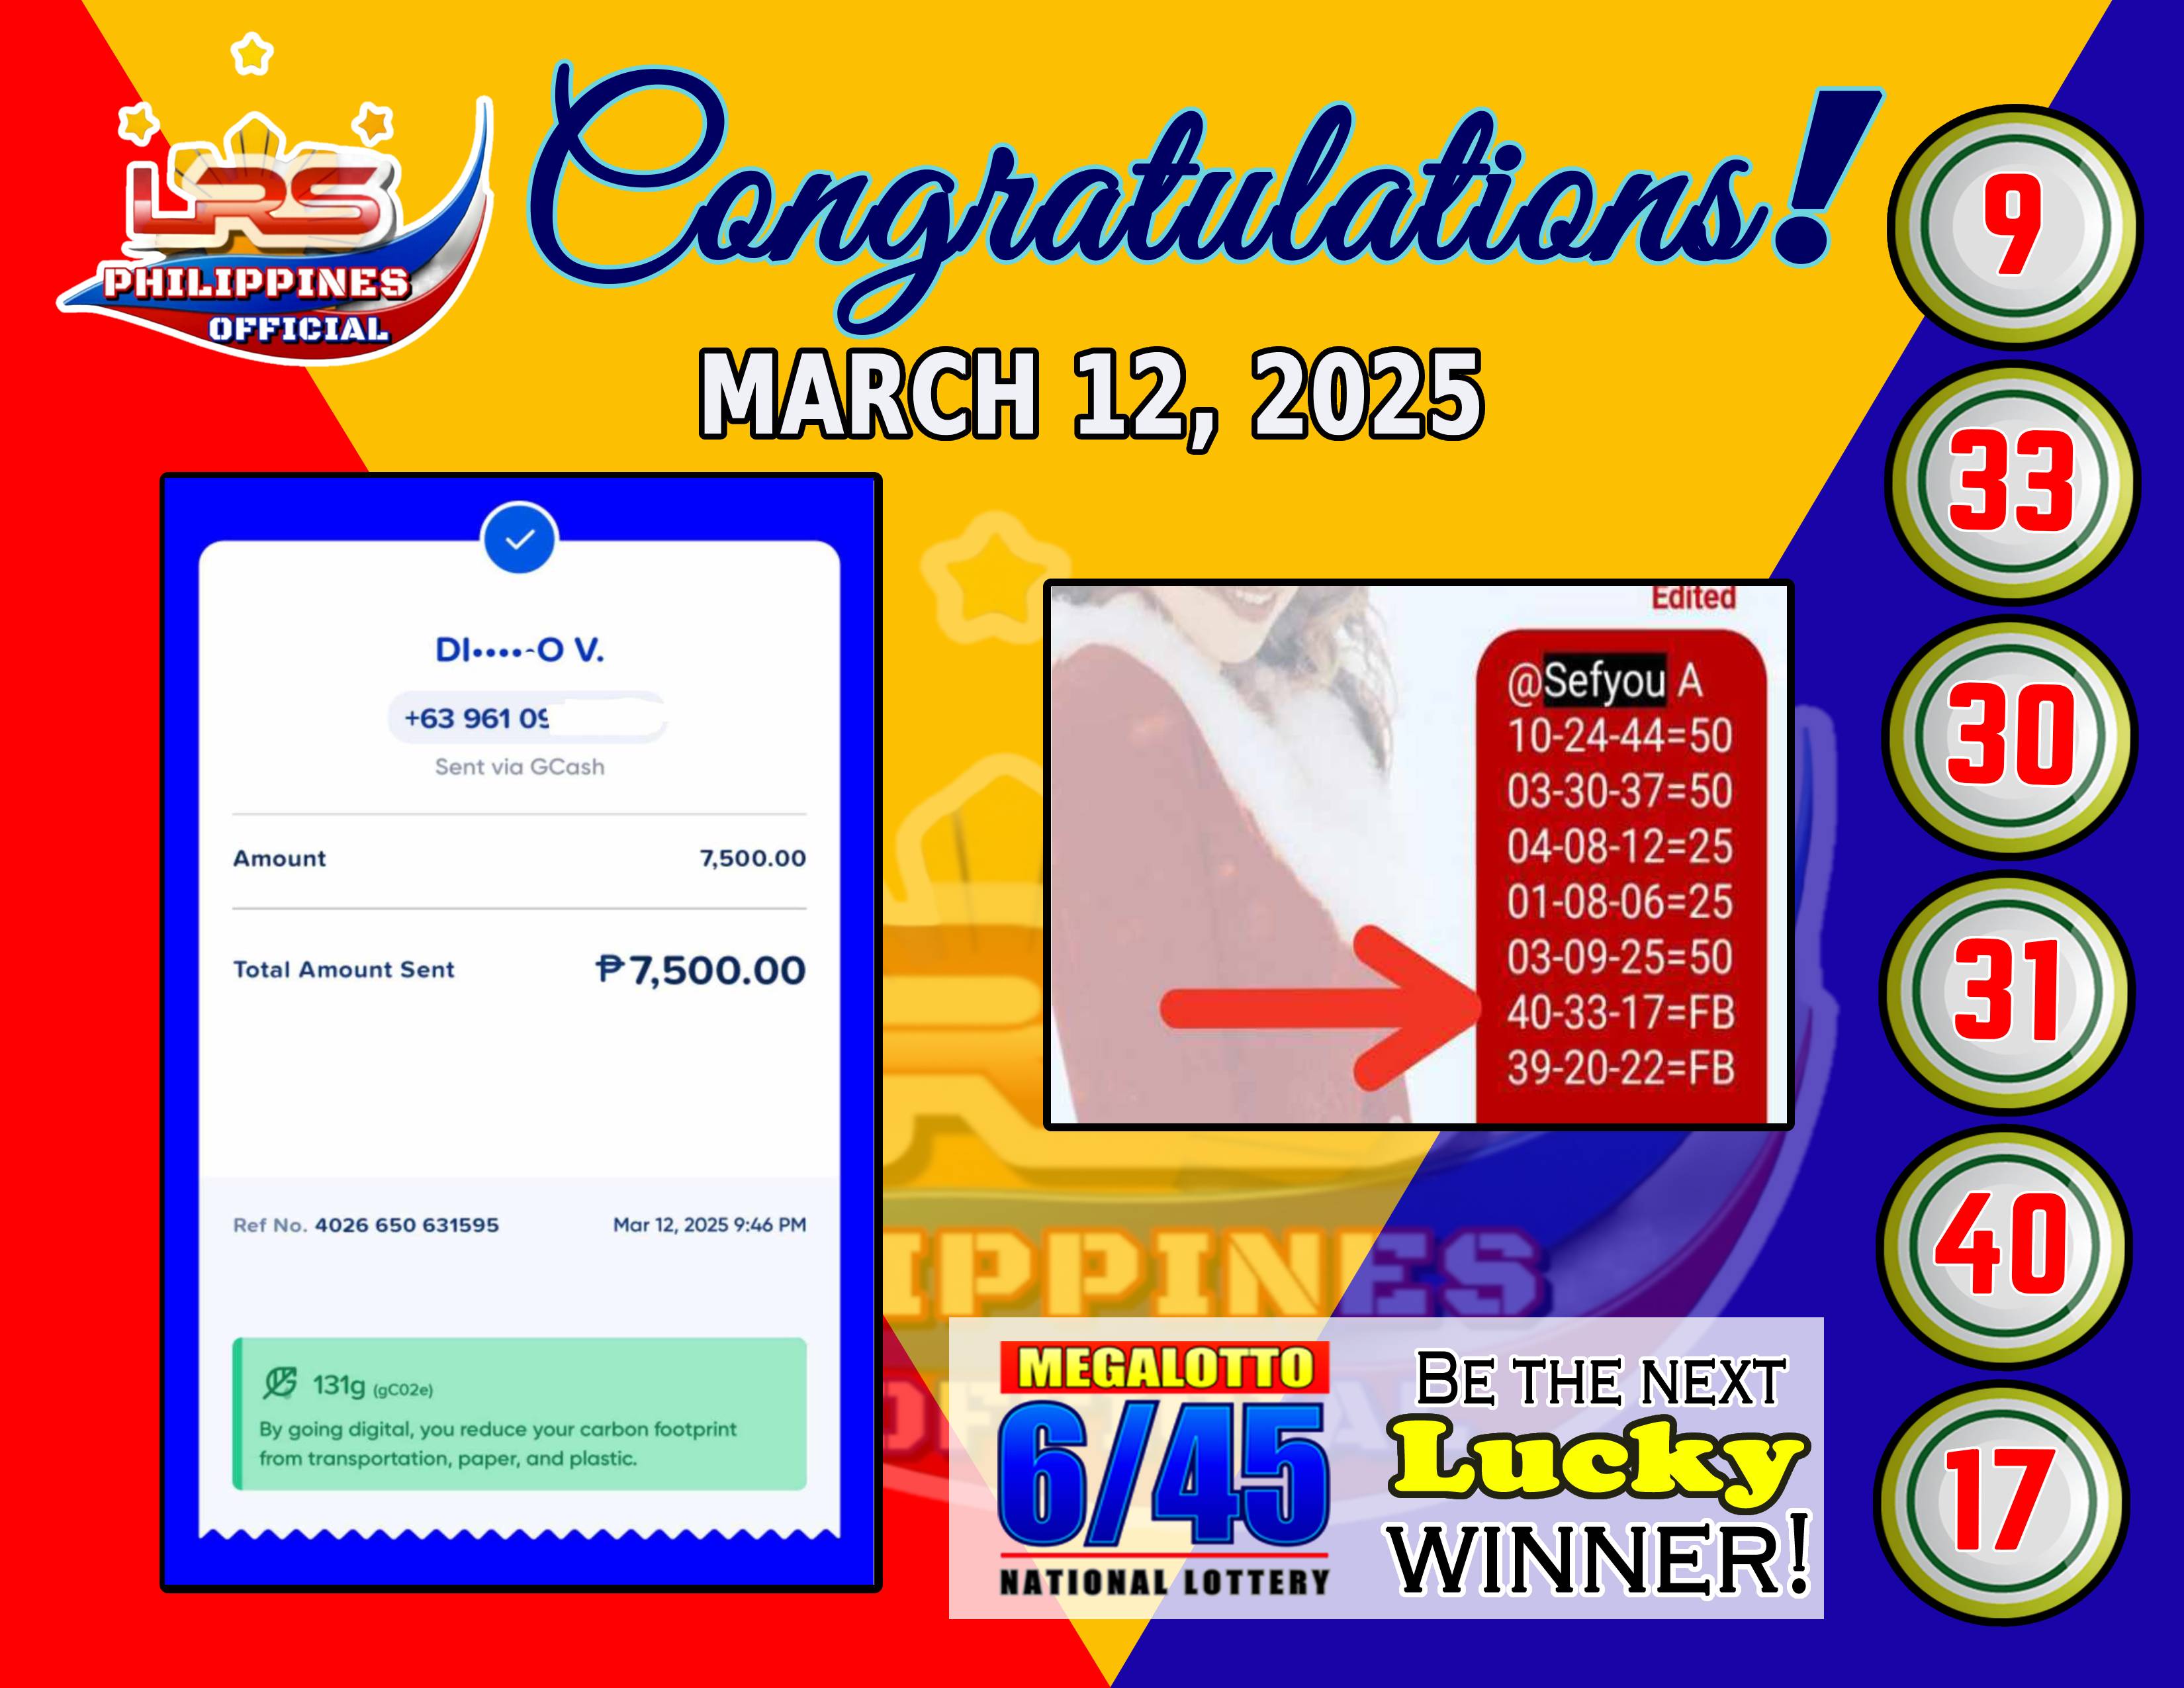 LRS
PHILIPPINES
OFFICIAL
Congratulations!
MARCH 12, 2025
DI••••-O V.
+63 961 09
Sent via GCash
Amount 7,500.00
Total Amount Sent ₱7,500.00
Ref No. 4026 650 631595 Mar 12, 2025 9:46 PM
131g (gCO2e)
By going digital, you reduce your carbon footprint
from transportation, paper, and plastic.
Edited
@Sefyou A
10-24-44=50
03-30-37=50
04-08-12=25
01-08-06=25
03-09-25=50
40-33-17=FB
39-20-22=FB
MEGALOTTO
6/45
NATIONAL LOTTERY
BE THE NEXT
Lucky
WINNER!
9
33
30
31
40
17